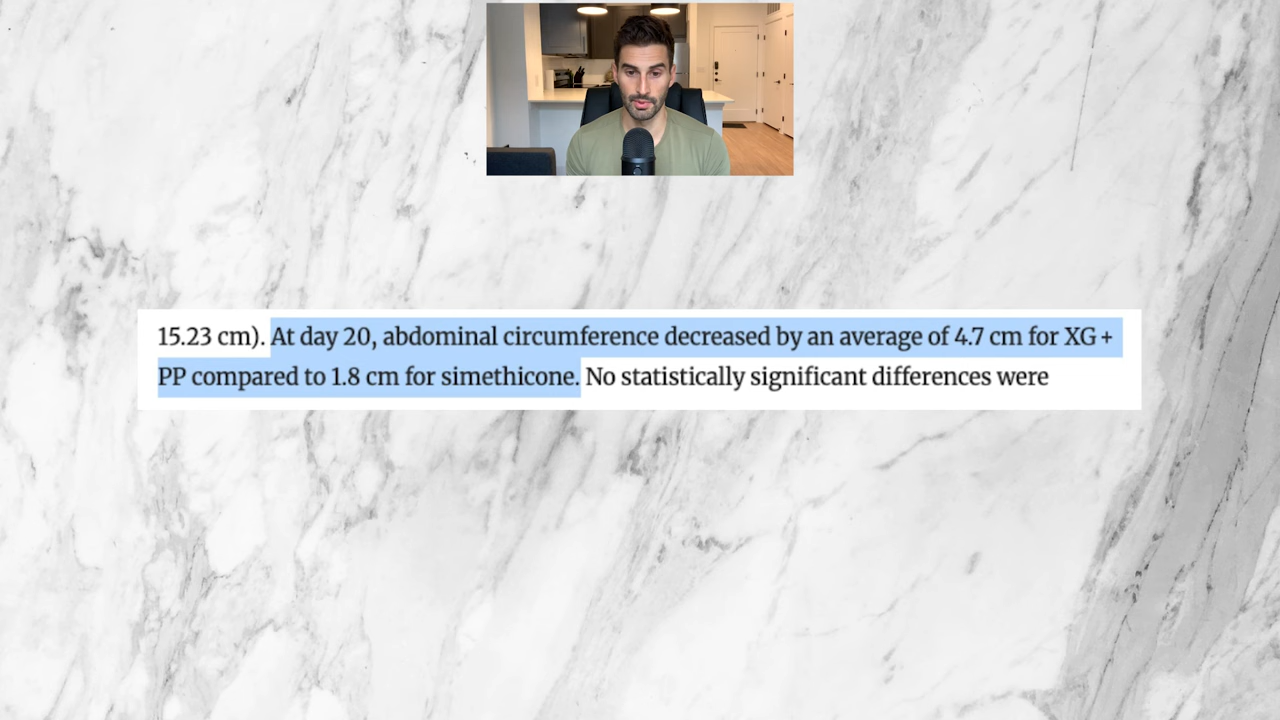 15.23 cm). At day 20, abdominal circumference decreased by an average of 4.7 cm for XG+
PP compared to 1.8 cm for simethicone. No statistically significant differences were